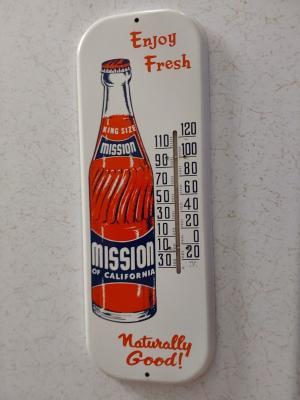 Enjoy
Fresh
KING SIZE
MISSION
MISSION
OF CALIFORNIA
120
110
100
90
80
70
60
50
40
30
20
10
0
10
20
30
Naturally
Good!